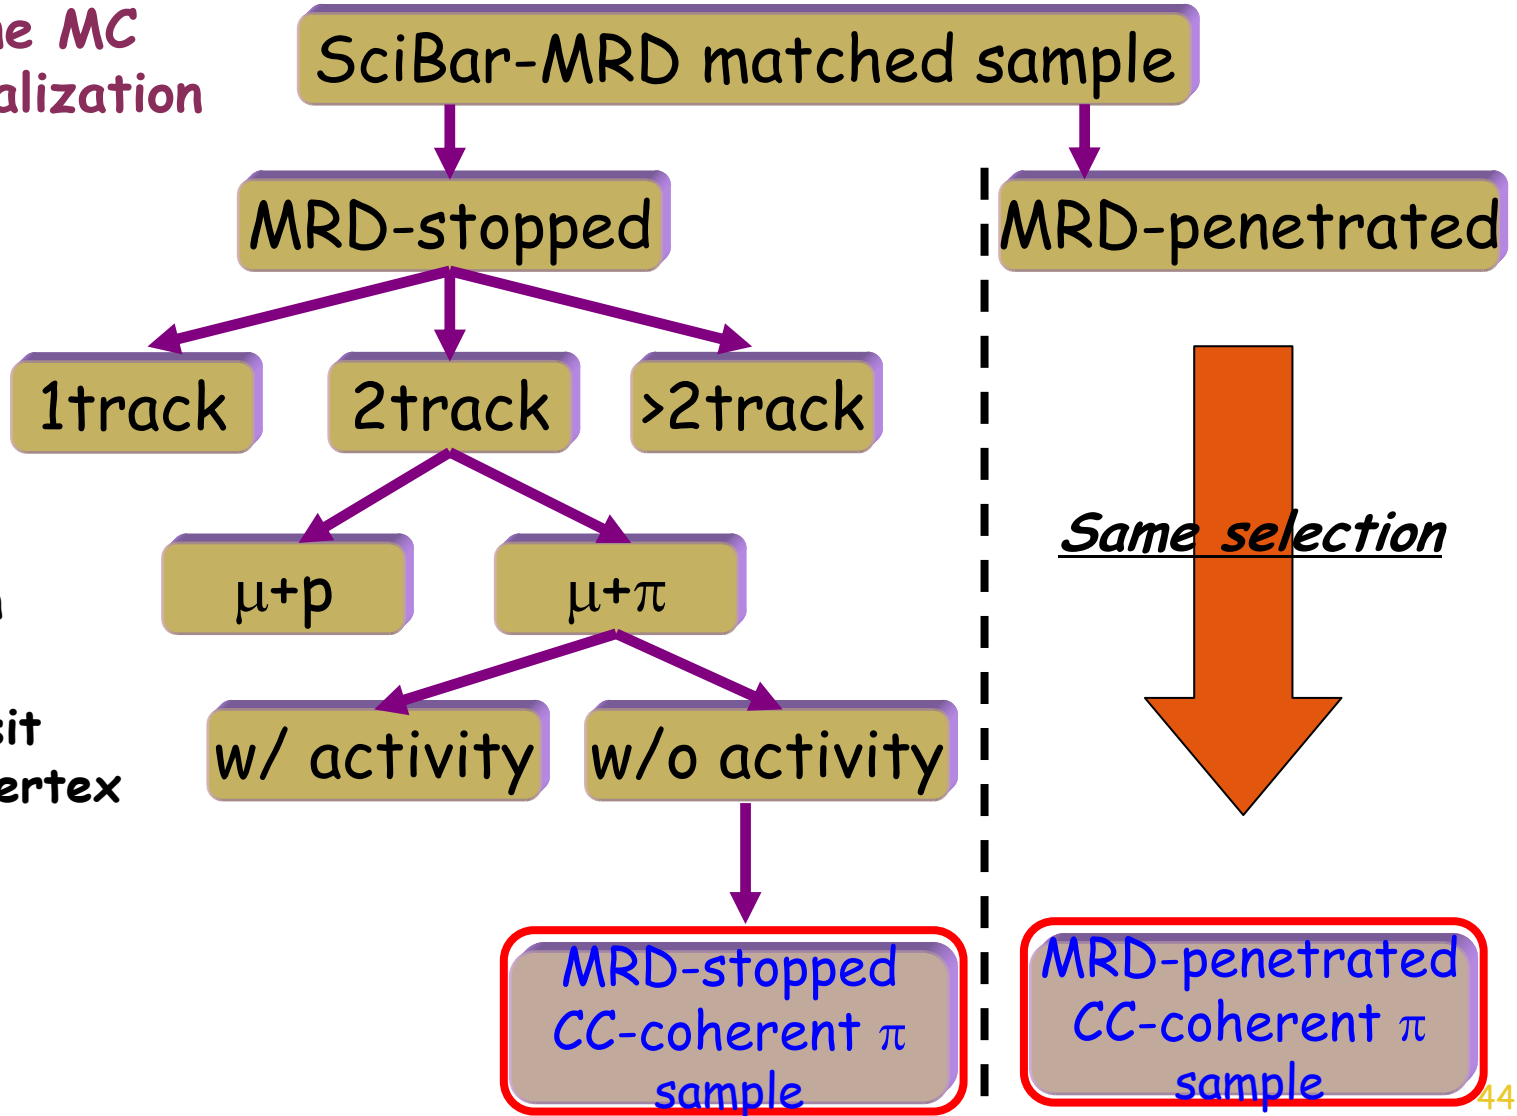 MC
SciBar-MRD matched sample
MRD-stopped
MRD-penetrated
1track
2track
>2track
Same selection
μ+p
μ+π
w/ activity
w/o activity
MRD-stopped
CC-coherent π
sample
MRD-penetrated
CC-coherent π
sample
44